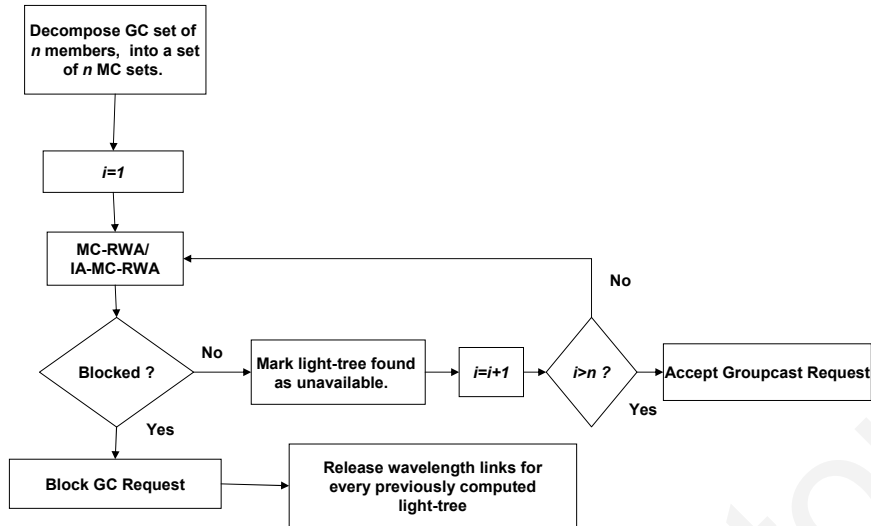 Decompose GC set of
n members, into a set
of n MC sets.
i=1
MC-RWA/
IA-MC-RWA
Blocked ?
No
Mark light-tree found
as unavailable.
i=i+1
i>n ?
No
Yes
Accept Groupcast Request
Yes
Block GC Request
Release wavelength links for
every previously computed
light-tree